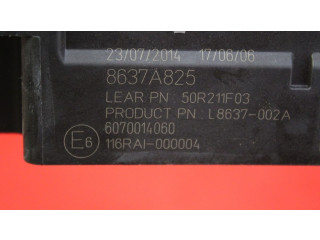 23/07/2014 17/06/06
8637A825
LEAR PN 50R211F03
PRODUCT PN L8637-002A
6070014060
E6 116RAI-000004